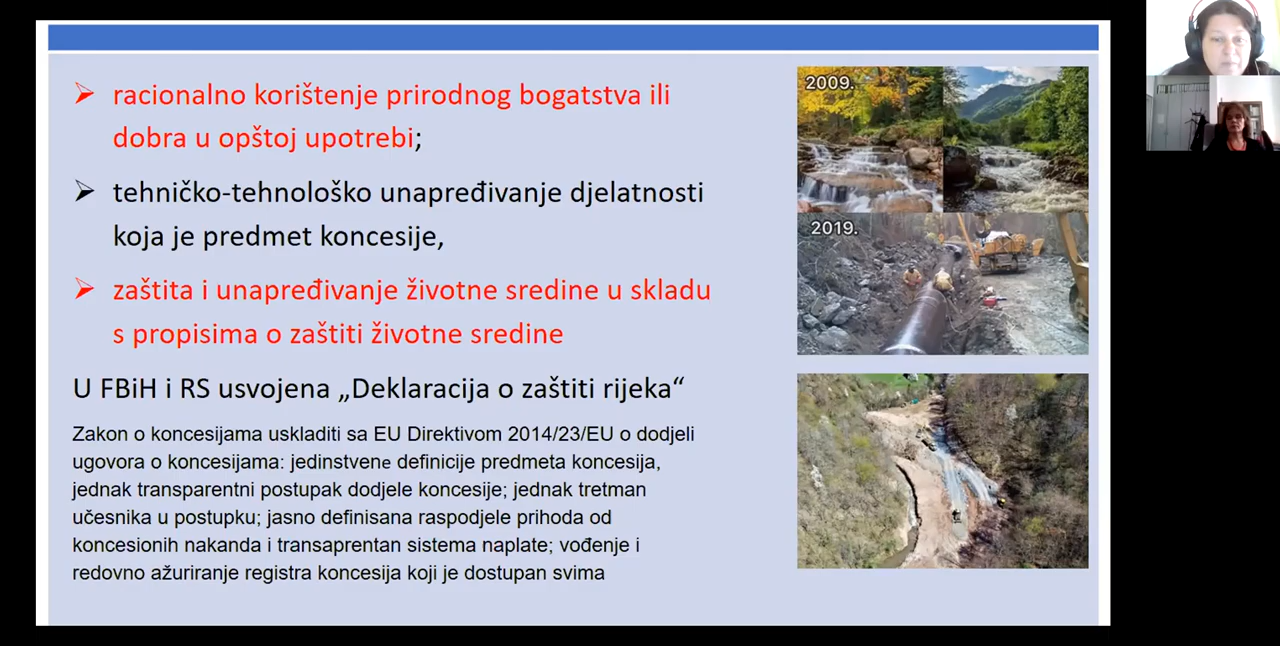 racionalno korištenje prirodnog bogatstva ili
dobra u opštoj upotrebi;
tehničko-tehnološko unapređivanje djelatnosti
koja je predmet koncesije,
zaštita i unapređivanje životne sredine u skladu
s propisima o zaštiti životne sredine
U FBiH i RS usvojena „Deklaracija o zaštiti rijeka“
Zakon o koncesijama uskladiti sa EU Direktivom 2014/23/EU o dodjeli
ugovora o koncesijama: jedinstvene definicije predmeta koncesija,
jednak transparentni postupak dodjele koncesije; jednak tretman
učesnika u postupku; jasno definisana raspodjele prihoda od
koncesionih nakanda i transaprentan sistema naplate; vođenje i
redovno ažuriranje registra koncesija koji je dostupan svima
2009.
2019.